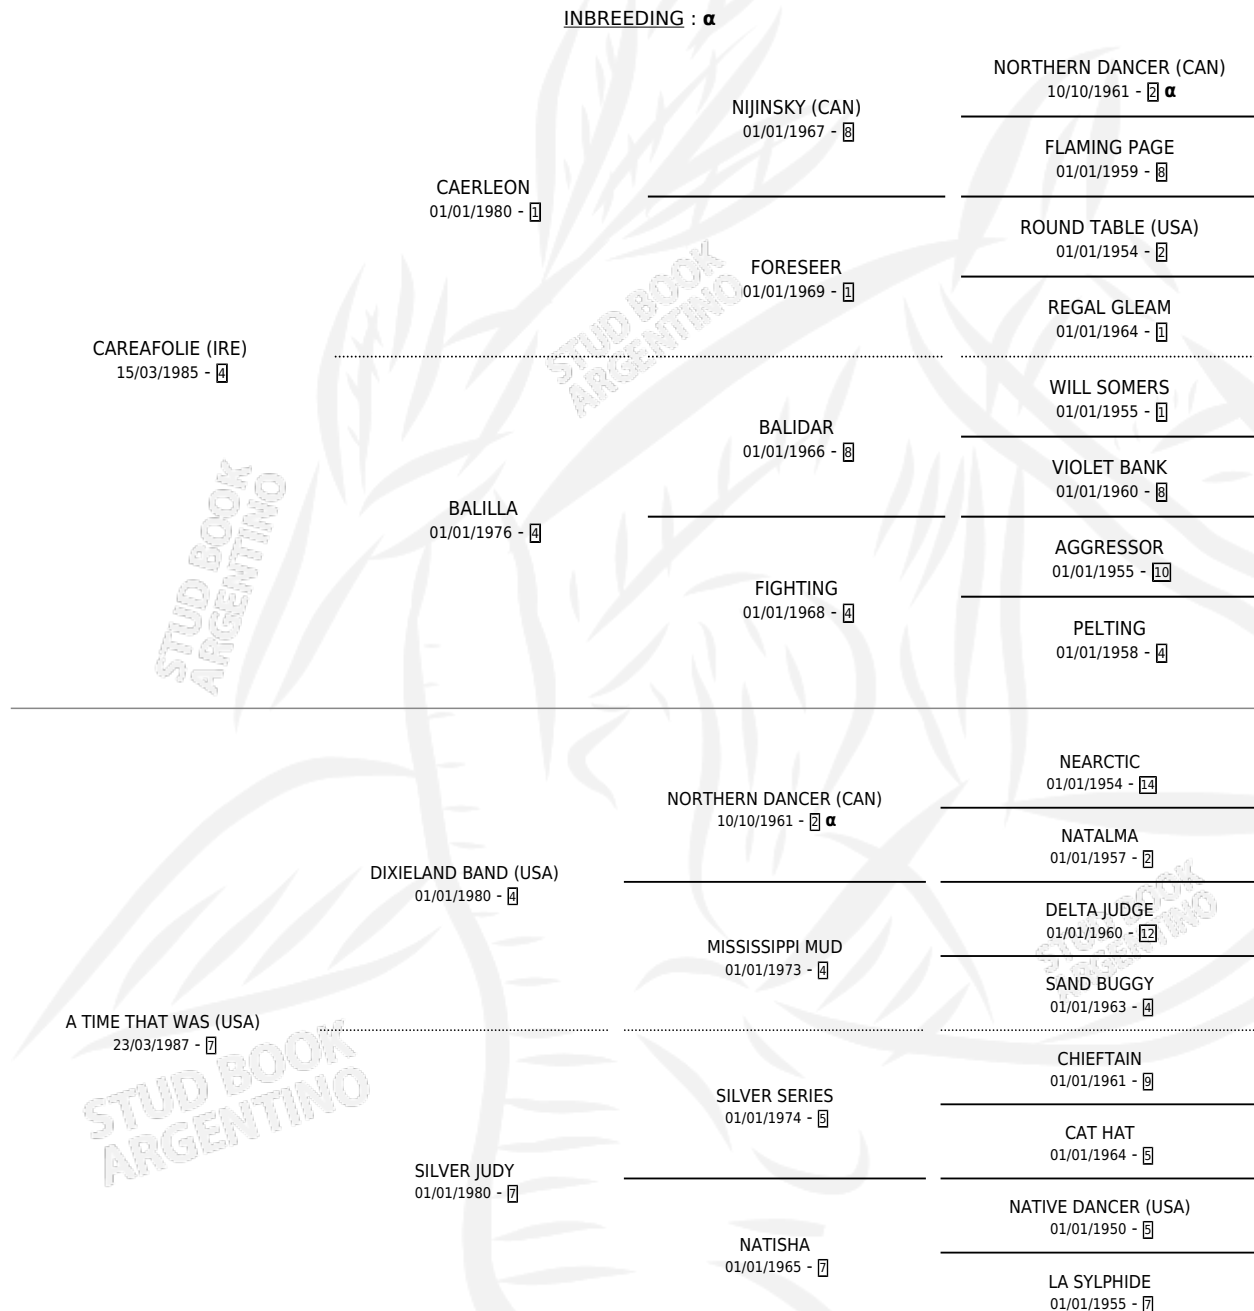 INBREEDING : α
NORTHERN DANCER (CAN)
10/10/1961 - 2 α
NIJINSKY (CAN)
01/01/1967 - 8
FLAMING PAGE
01/01/1959 - 8
CAERLEON
01/01/1980 - 1
ROUND TABLE (USA)
01/01/1954 - 2
FORESEER
01/01/1969 - 1
REGAL GLEAM
01/01/1964 - 1
CAREAFOLIE (IRE)
15/03/1985 - 4
WILL SOMERS
01/01/1955 - 1
BALIDAR
01/01/1966 - 8
VIOLET BANK
01/01/1960 - 8
BALILLA
01/01/1976 - 4
AGGRESSOR
01/01/1955 - 10
FIGHTING
01/01/1968 - 4
PELTING
01/01/1958 - 4
NEARCTIC
01/01/1954 - 14
NORTHERN DANCER (CAN)
10/10/1961 - 2 α
NATALMA
01/01/1957 - 2
DIXIELAND BAND (USA)
01/01/1980 - 4
DELTA JUDGE
01/01/1960 - 12
MISSISSIPPI MUD
01/01/1973 - 4
SAND BUGGY
01/01/1963 - 4
A TIME THAT WAS (USA)
23/03/1987 - 7
CHIEFTAIN
01/01/1961 - 9
SILVER SERIES
01/01/1974 - 5
CAT HAT
01/01/1964 - 5
SILVER JUDY
01/01/1980 - 7
NATIVE DANCER (USA)
01/01/1950 - 5
NATISHA
01/01/1965 - 7
LA SYLPHIDE
01/01/1955 - 7
STUD BOOK
ARGENTINO
STUD BOOK
ARGENTINO
STUD BOOK
ARGENTINO
STUD BOOK
ARGENTINO